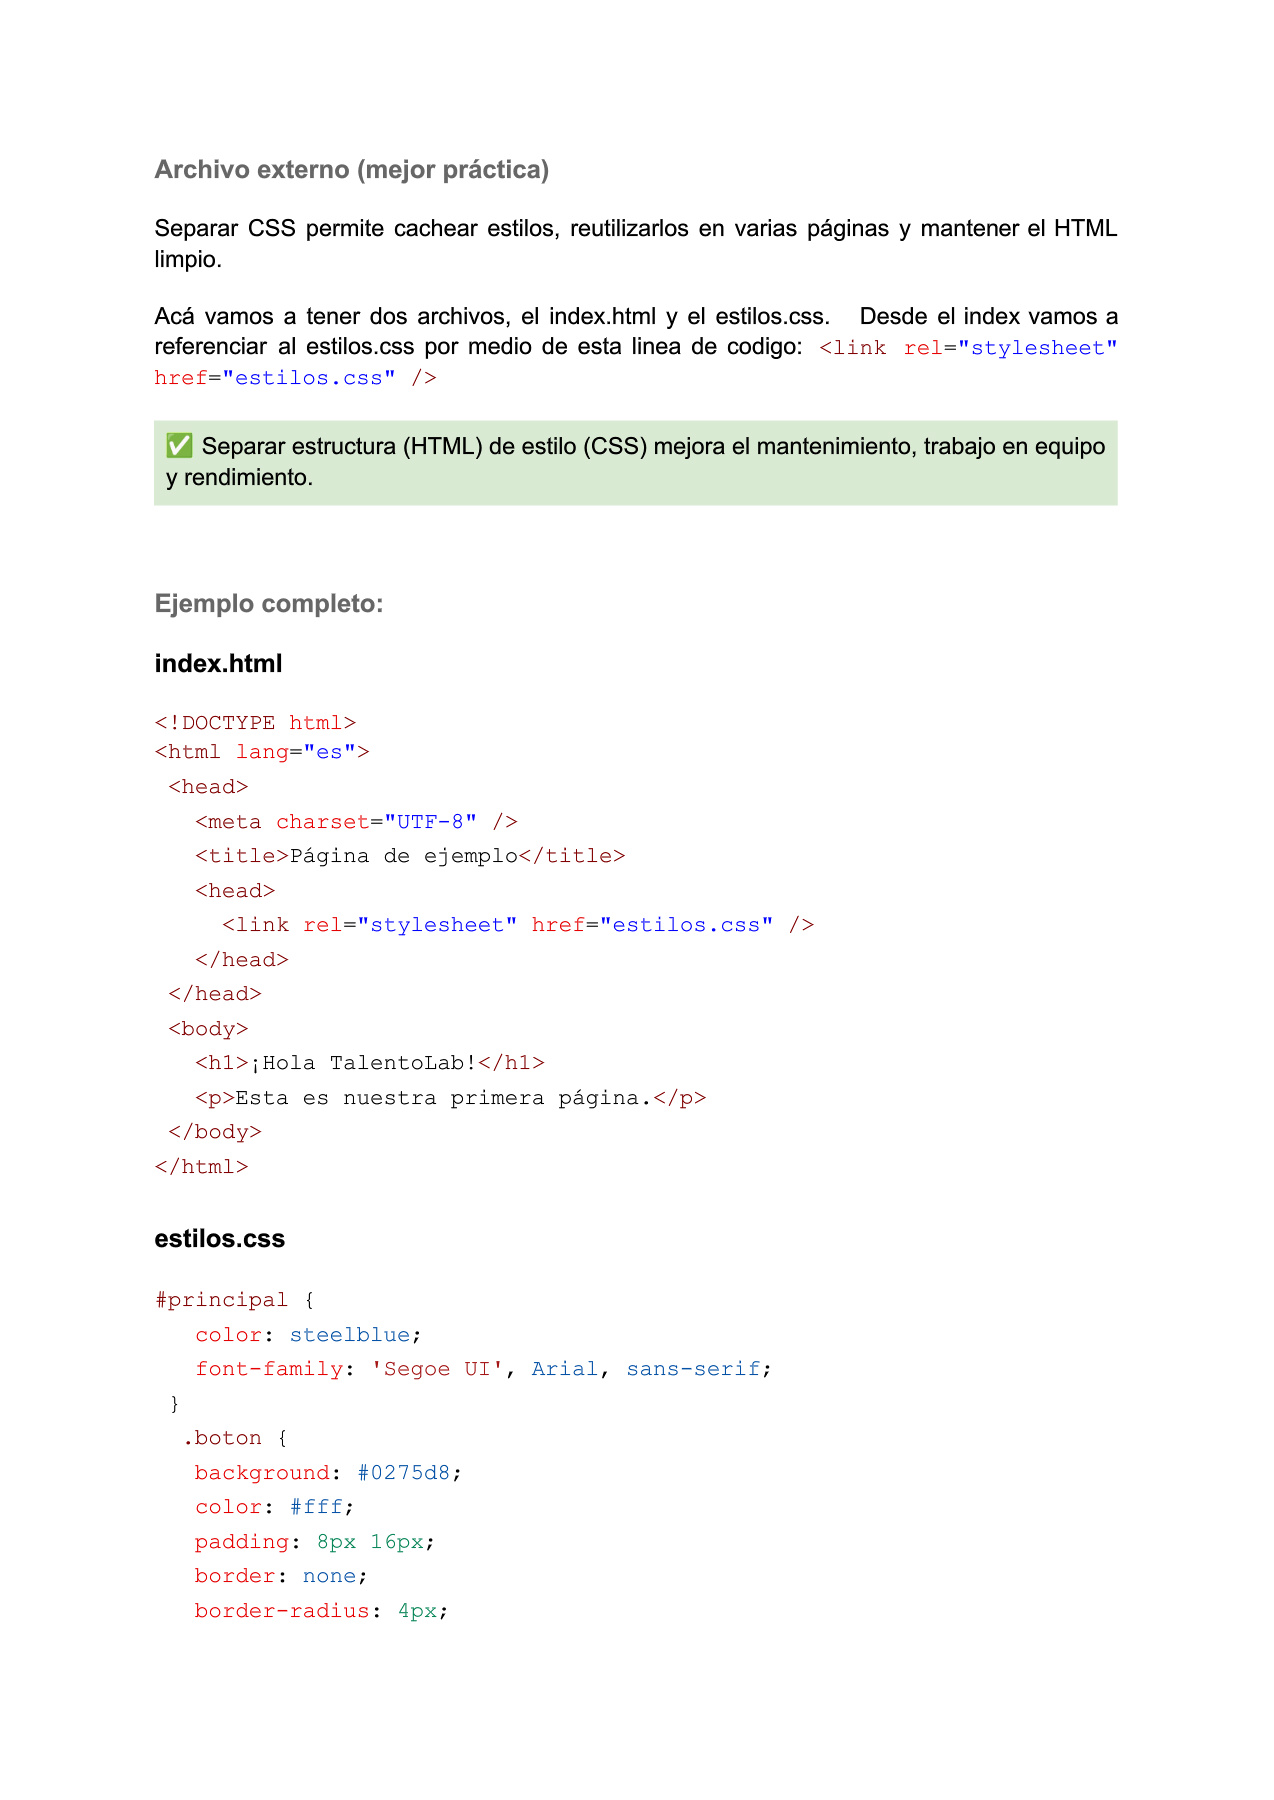 Archivo externo (mejor práctica)
Separar CSS permite cachear estilos, reutilizarlos en varias páginas y mantener el HTML
limpio.
Acá vamos a tener dos archivos, el index.html y el estilos.css. Desde el index vamos a
referenciar al estilos.css por medio de esta linea de codigo: <link rel="stylesheet"
href="estilos.css" />
✅ Separar estructura (HTML) de estilo (CSS) mejora el mantenimiento, trabajo en equipo
y rendimiento.
Ejemplo completo:
index.html
<!DOCTYPE html>
<html lang="es">
<head>
<meta charset="UTF-8" />
<title>Página de ejemplo</title>
<head>
<link rel="stylesheet" href="estilos.css" />
</head>
</head>
<body>
<h1>¡Hola TalentoLab!</h1>
<p>Esta es nuestra primera página.</p>
</body>
</html>
estilos.css
#principal {
color: steelblue;
font-family: 'Segoe UI', Arial, sans-serif;
}
.boton {
background: #0275d8;
color: #fff;
padding: 8px 16px;
border: none;
border-radius: 4px;